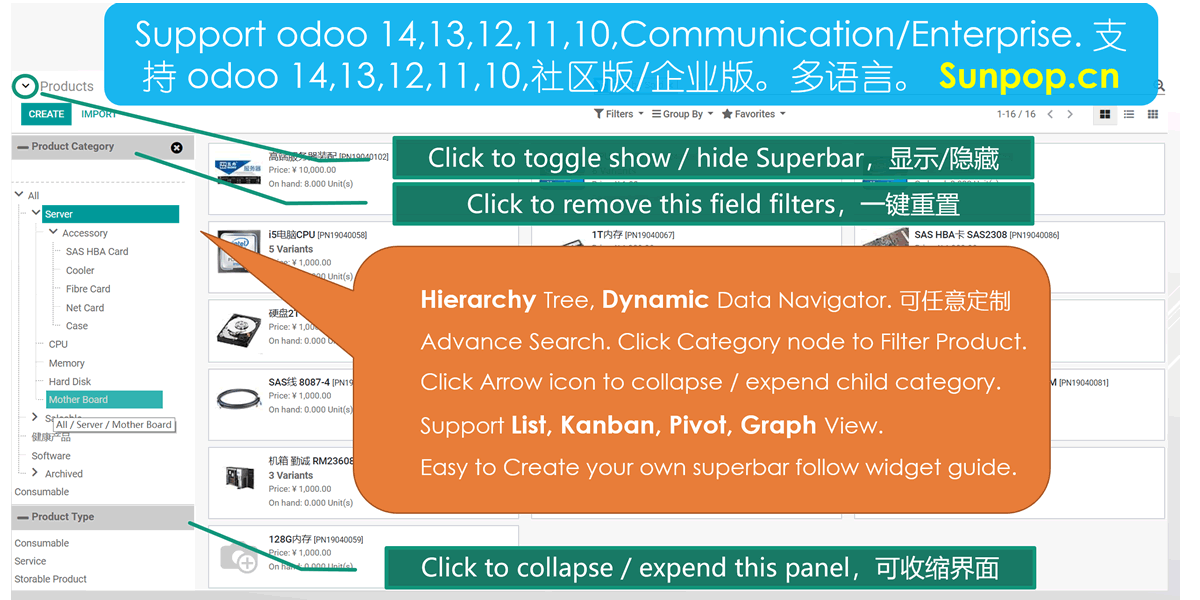 Support odoo 14,13,12,11,10,Communication/Enterprise. 支
持 odoo 14,13,12,11,10,社区版/企业版。多语言。 Sunpop.cn
Products
CREATE IMPORT
Filters Group By Favorites
1-16 / 16
Product Category
All
Server
Accessory
SAS HBA Card
Cooler
Fibre Card
Net Card
Case
CPU
Memory
Hard Disk
Mother Board
All / Server / Mother Board
健康产品
Software
Archived
Consumable
Product Type
Consumable
Service
Storable Product
高端服务器装配 [PN19040102]
Price: ¥ 10,000.00
On hand: 8.000 Unit(s)
Click to toggle show / hide Superbar，显示/隐藏
Click to remove this field filters，一键重置
i5电脑CPU [PN19040058]
5 Variants
Price: ¥ 1,000.00
1T内存 [PN19040067]
SAS HBA卡 SAS2308 [PN19040086]
硬盘2T
Price: ¥ 1,00
On hand: 0.000 U
SAS线 8087-4 [PN19
Price: ¥ 1,000.00
On hand: 0.000 Unit(s)
M [PN19040081]
机箱 勤诚 RM23608
3 Variants
Price: ¥ 1,000.00
On hand: 0.000 Unit(s)
128G内存 [PN19040059]
Price: ¥ 1,000.00
On hand: 0.000 Unit(s)
Hierarchy Tree, Dynamic Data Navigator. 可任意定制
Advance Search. Click Category node to Filter Product.
Click Arrow icon to collapse / expend child category.
Support List, Kanban, Pivot, Graph View.
Easy to Create your own superbar follow widget guide.
Click to collapse / expend this panel，可收缩界面